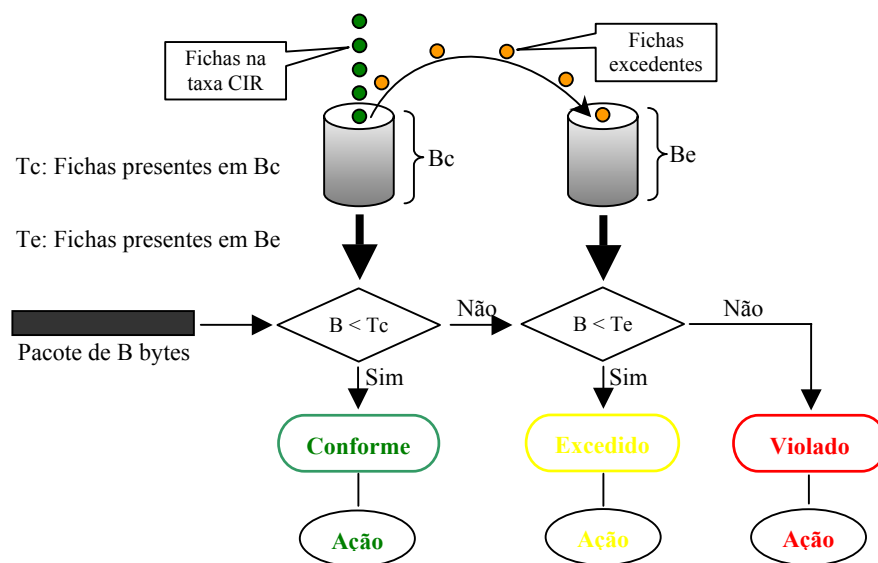 Fichas na
taxa CIR
Fichas
excedentes
Tc: Fichas presentes em Bc
Bc
Be
Te: Fichas presentes em Be
B < Tc
Não
B < Te
Não
Pacote de B bytes
Sim
Sim
Conforme
Excedido
Violado
Ação
Ação
Ação